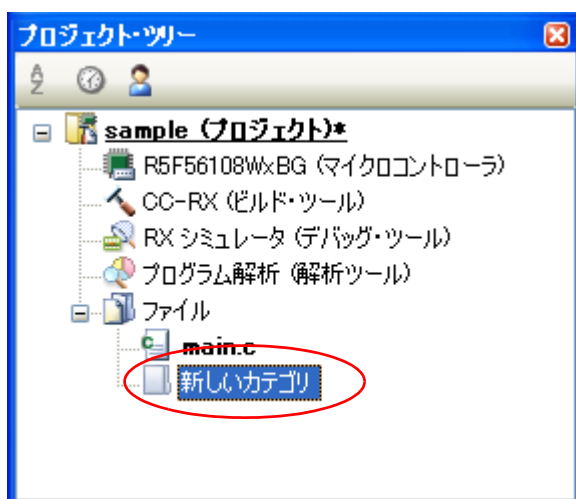 プロジェクト・ツリー
sample (プロジェクト)*
R5F56108WxBG (マイクロコントローラ)
CC-RX (ビルド・ツール)
RX シミュレータ (デバッグ・ツール)
プログラム解析 (解析ツール)
ファイル
main.c
新しいカテゴリ